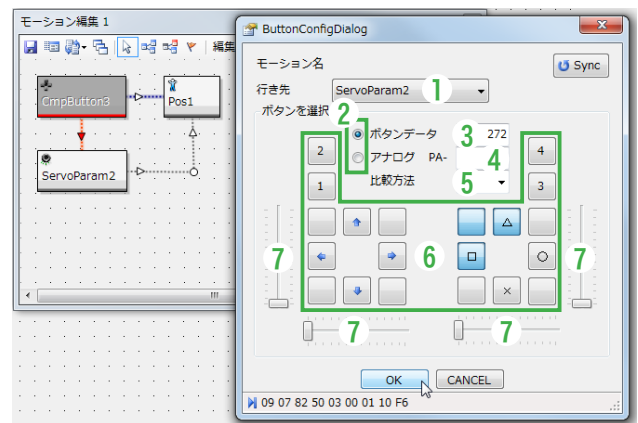 モーション編集 1
編集
CmpButton3
Pos1
ServoParam2
ButtonConfigDialog
モーション名
Sync
行き先 ServoParam2 1
ボタンを選択 2
ボタンデータ 3 272
アナログ PA- 4
比較方法 5
2
1
4
3
7
6
7
7
7
OK
CANCEL
09 07 82 50 03 00 01 10 F6